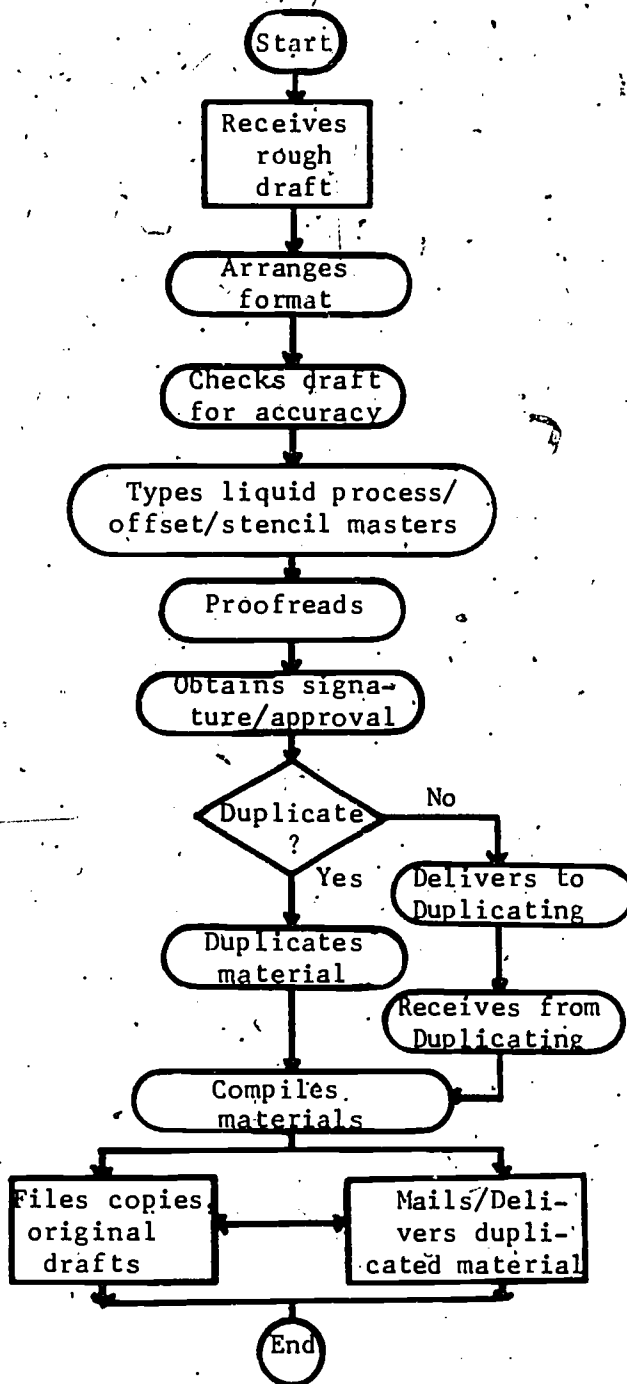 Start
Receives
rough
draft
Arranges
format
Checks draft
for accuracy
Types liquid process/
offset/stencil masters
Proofreads
Obtains signa-
ture/approval
Duplicate
?
No
Yes
Delivers to
Duplicating
Duplicates
material
Receives from
Duplicating
Compiles
materials
Files copies
original
drafts
Mails/Deli-
vers dupli-
cated material
End